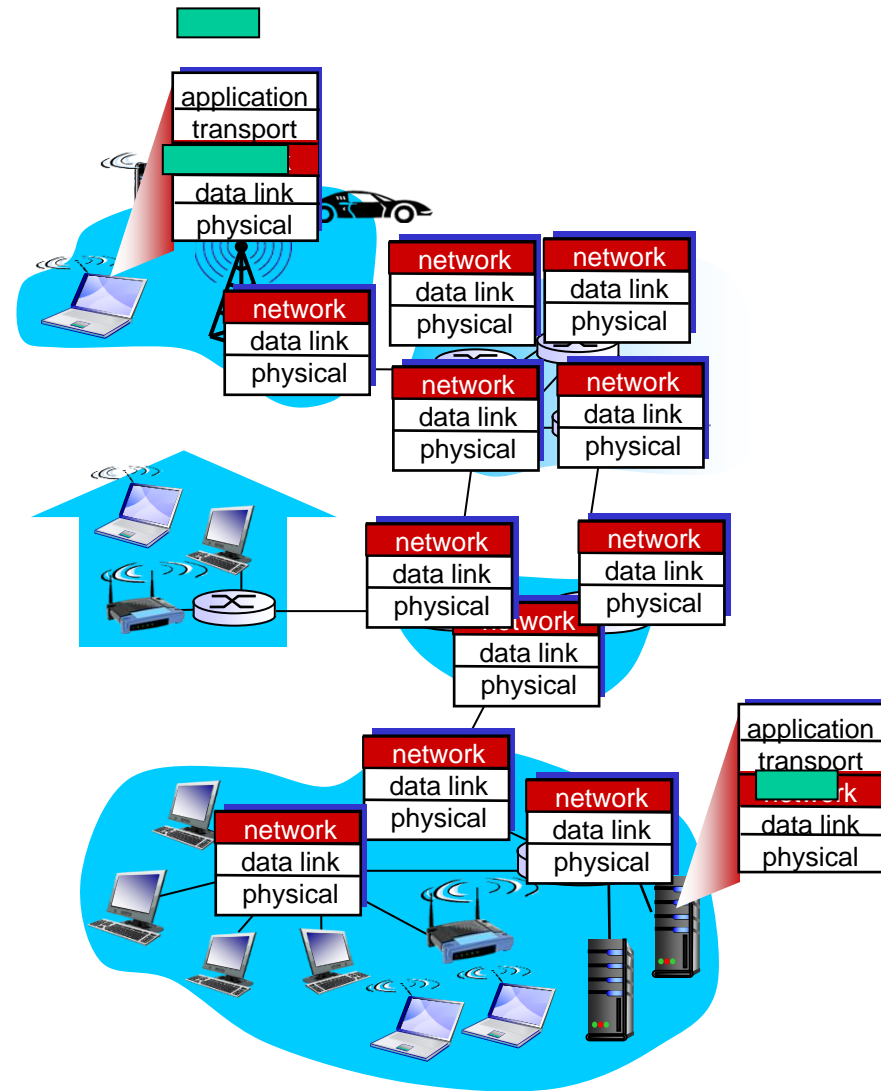 application
transport
data link
physical
network
data link
physical
network
data link
physical
network
data link
physical
network
data link
physical
network
data link
physical
network
data link
physical
network
data link
physical
network
data link
physical
application
transport
network
data link
physical
network
data link
physical
network
data link
physical
network
data link
physical